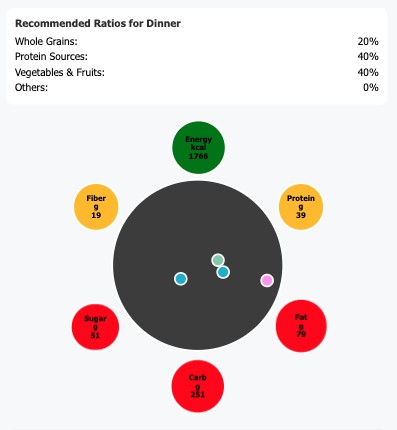 Recommended Ratios for Dinner
Whole Grains: 20%
Protein Sources: 40%
Vegetables & Fruits: 40%
Others: 0%
Energy
kcal
1766
Fiber
g
19
Protein
g
39
Sugar
g
51
Fat
g
79
Carb
g
251